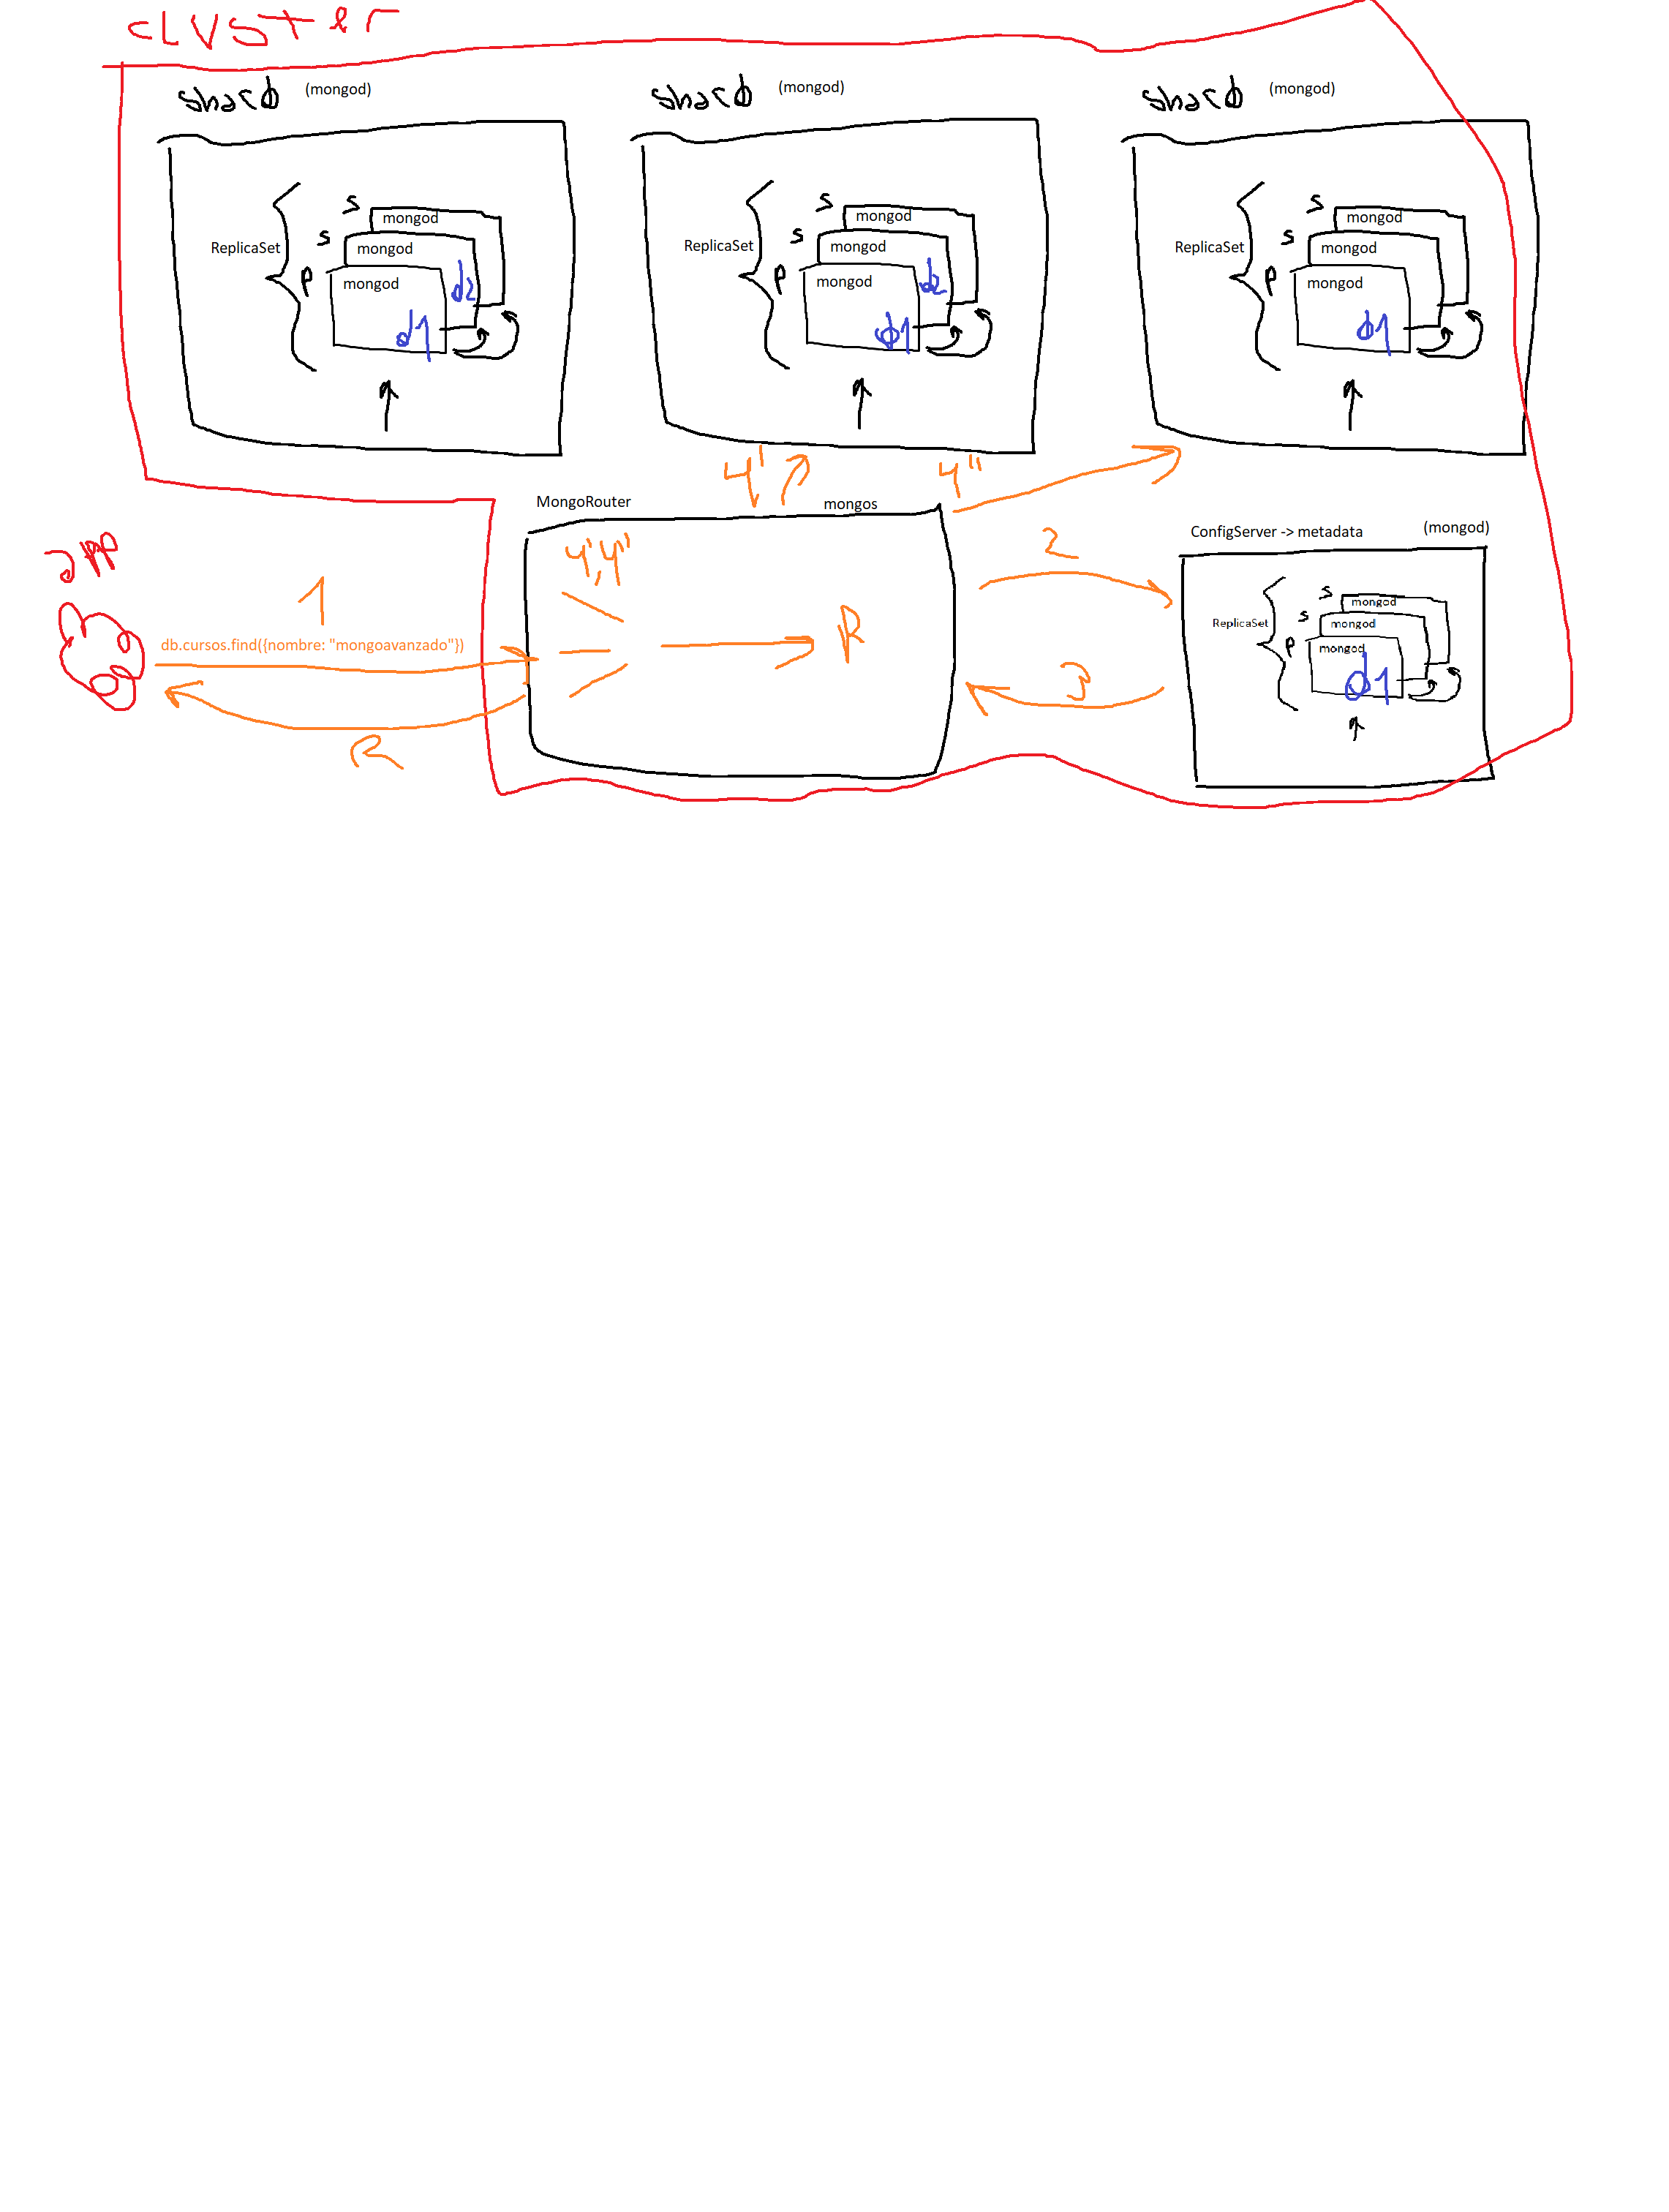 cLVSter
shard (mongod)
shard (mongod)
shard (mongod)
s mongod
s mongod
ReplicaSet
p mongod
d2
d1
s mongod
s mongod
ReplicaSet
p mongod
d2
d1
s mongod
s mongod
ReplicaSet
p mongod
d1
4' 4"
MongoRouter mongos
ConfigServer -> metadata (mongod)
app
4', 4"
2
1
db.cursos.find({nombre: "mongoavanzado"})
R
3
R
s mongod
s mongod
ReplicaSet
p mongod
d1